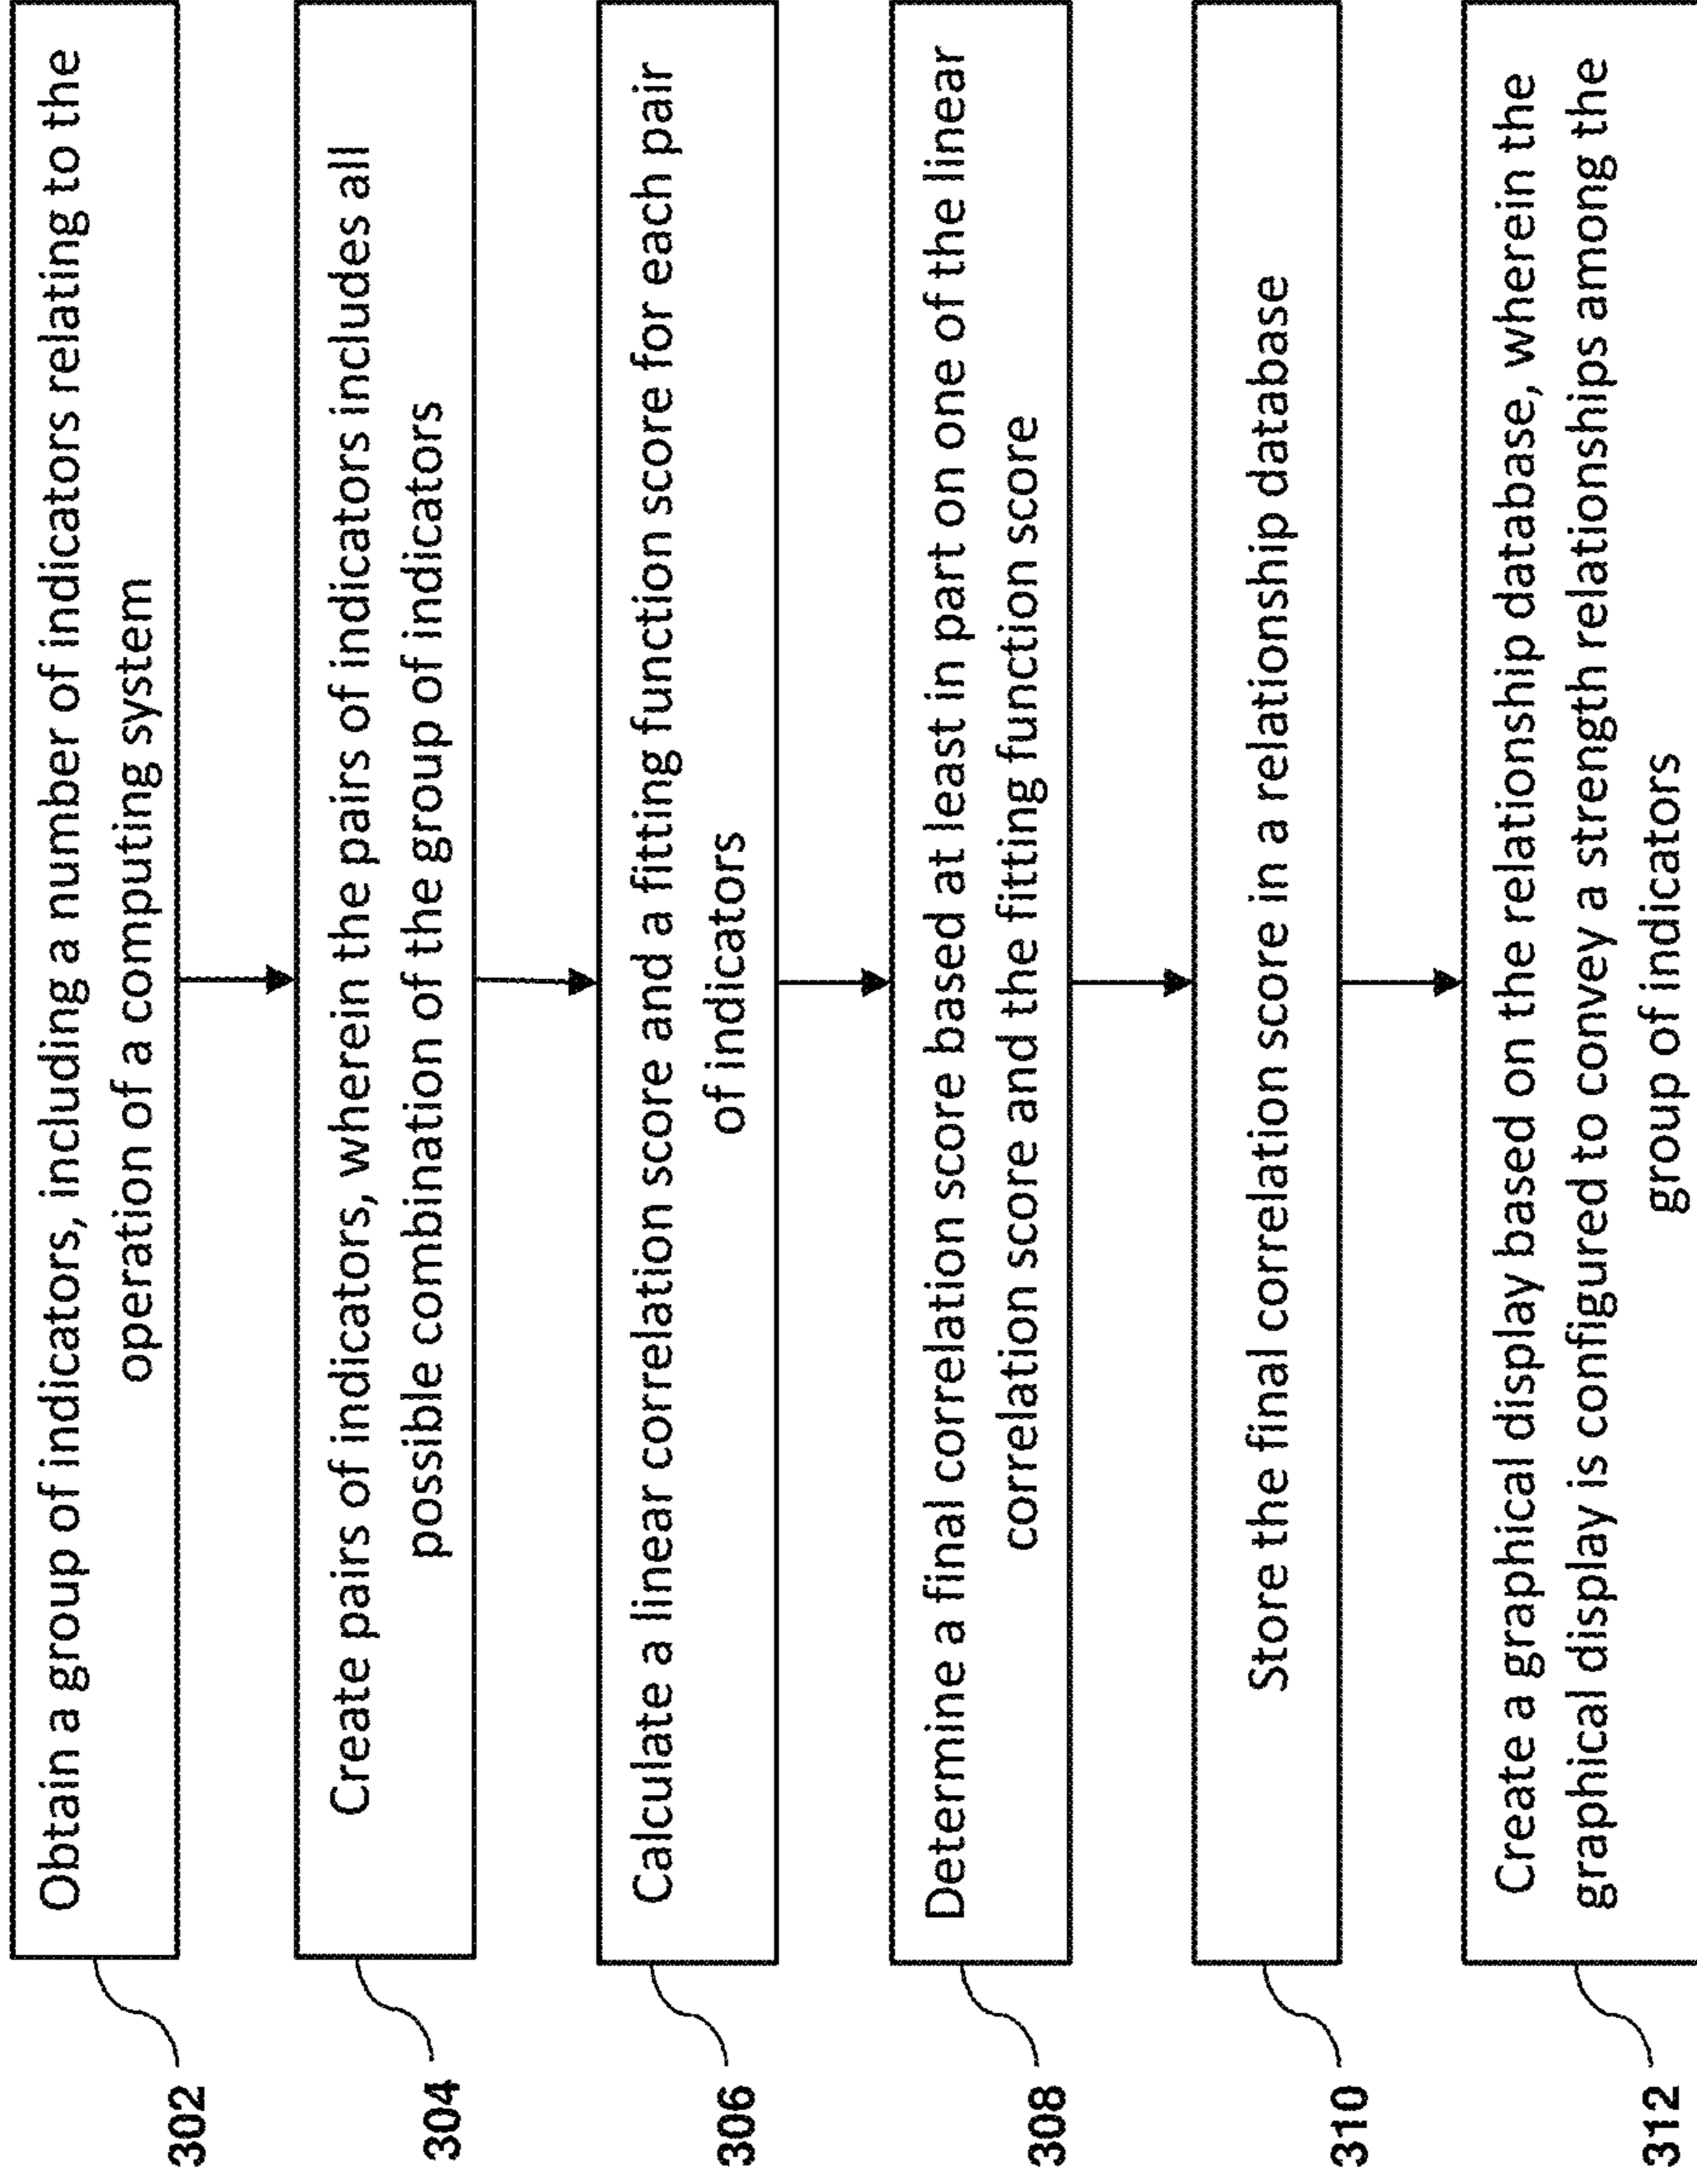 302
Obtain a group of indicators, including a number of indicators relating to the
operation of a computing system
304
Create pairs of indicators, wherein the pairs of indicators includes all
possible combination of the group of indicators
306
Calculate a linear correlation score and a fitting function score for each pair
of indicators
308
Determine a final correlation score based at least in part on one of the linear
correlation score and the fitting function score
310
Store the final correlation score in a relationship database
312
Create a graphical display based on the relationship database, wherein the
graphical display is configured to convey a strength relationships among the
group of indicators